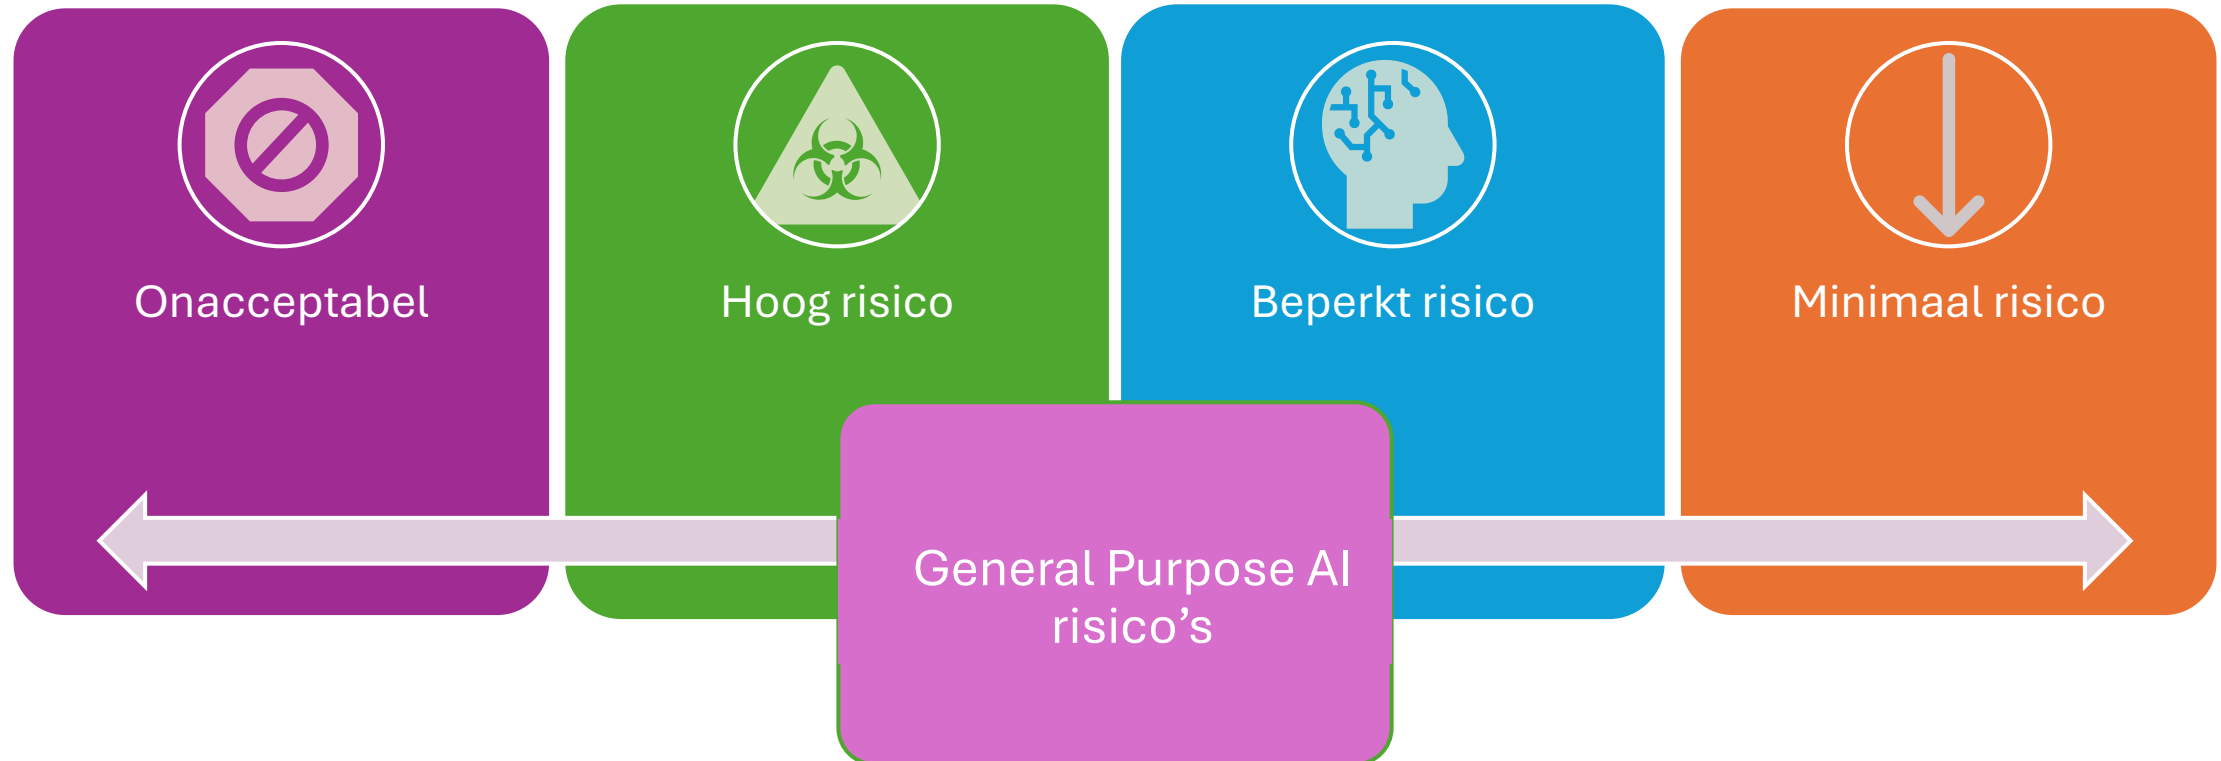 Onacceptabel
Hoog risico
Beperkt risico
Minimaal risico
General Purpose AI
risico’s